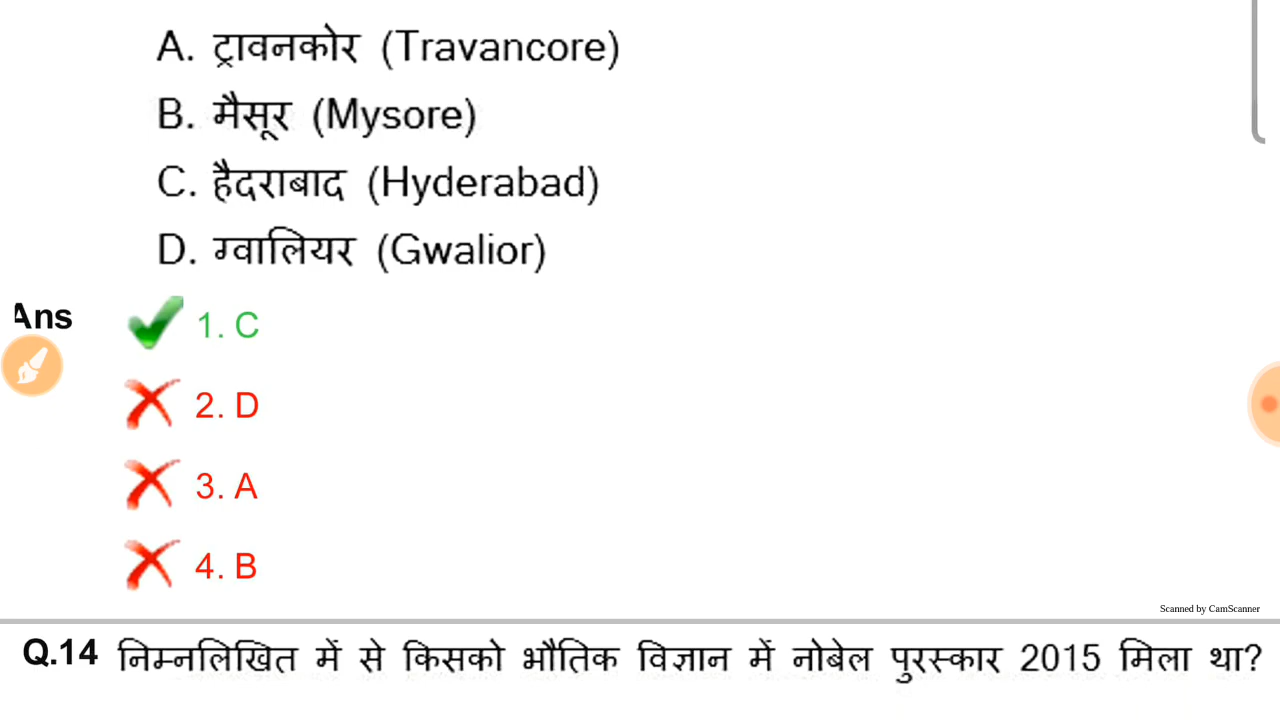 A. ट्रावनकोर (Travancore)
B. मैसूर (Mysore)
C. हैदराबाद (Hyderabad)
D. ग्वालियर (Gwalior)
Ans 1. C
2. D
3. A
4. B
Scanned by CamScanner
Q.14 निम्नलिखित में से किसको भौतिक विज्ञान में नोबेल पुरस्कार 2015 मिला था?